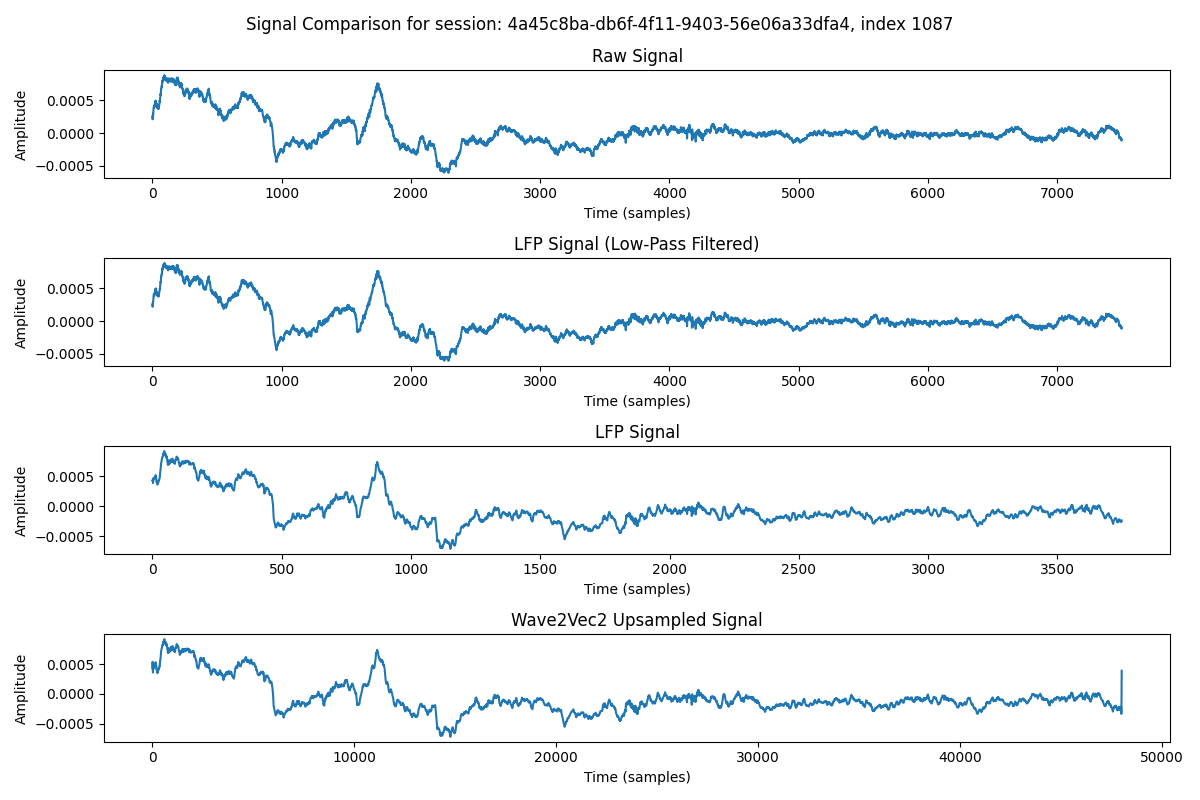 Signal Comparison for session: 4a45c8ba-db6f-4f11-9403-56e06a33dfa4, index 1087
Raw Signal
Amplitude
0.0005
0.0000
−0.0005
0 1000 2000 3000 4000 5000 6000 7000
Time (samples)
LFP Signal (Low-Pass Filtered)
Amplitude
0.0005
0.0000
−0.0005
0 1000 2000 3000 4000 5000 6000 7000
Time (samples)
LFP Signal
Amplitude
0.0005
0.0000
−0.0005
0 500 1000 1500 2000 2500 3000 3500
Time (samples)
Wave2Vec2 Upsampled Signal
Amplitude
0.0005
0.0000
−0.0005
0 10000 20000 30000 40000 50000
Time (samples)